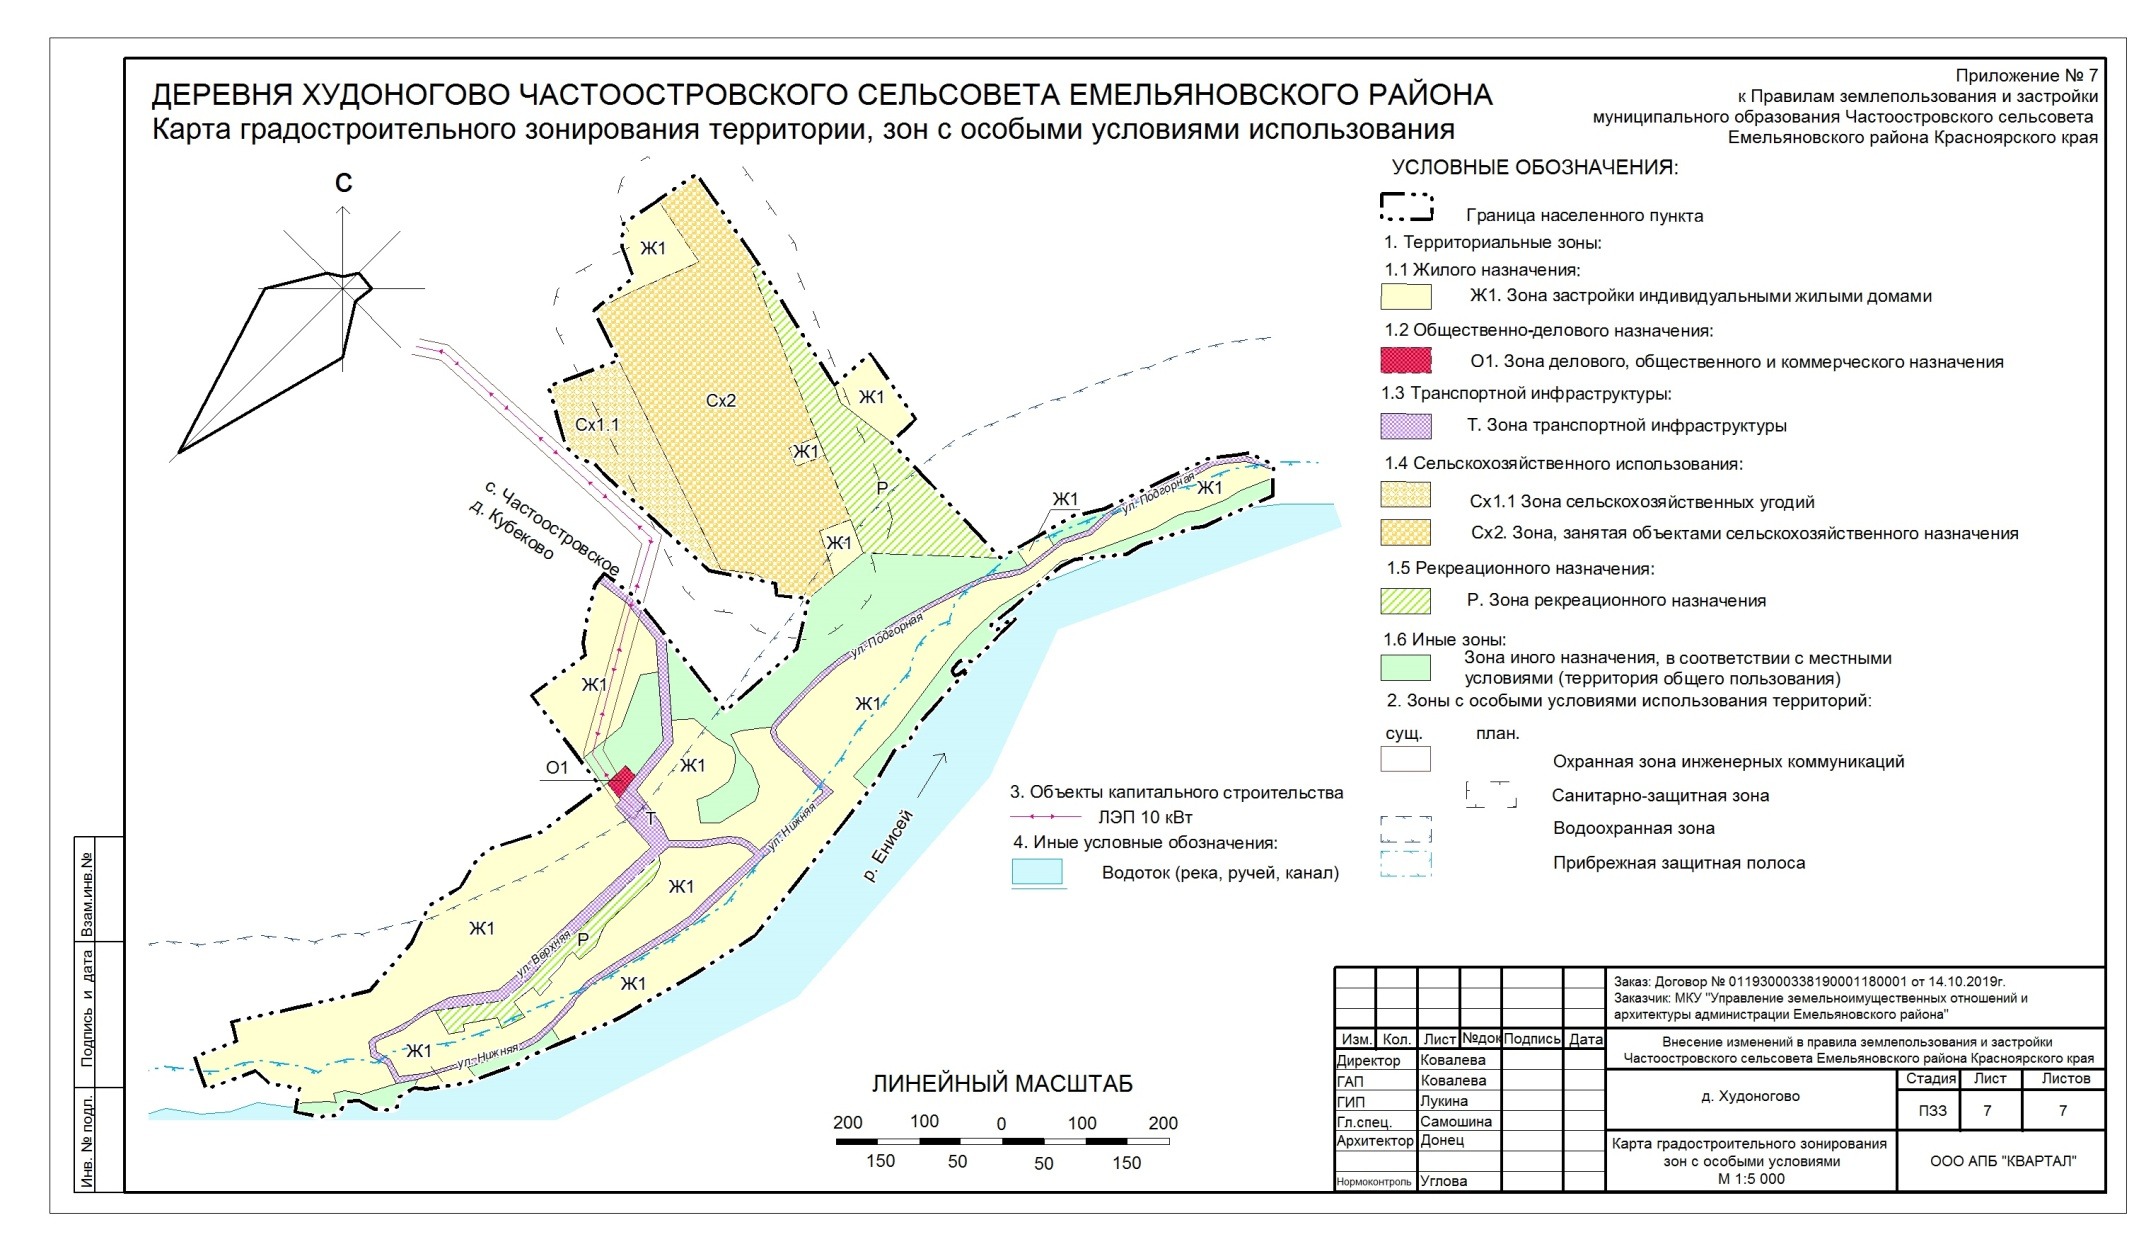 ДЕРЕВНЯ ХУДОНОГОВО ЧАСТООСТРОВСКОГО СЕЛЬСОВЕТА ЕМЕЛЬЯНОВСКОГО РАЙОНА
Карта градостроительного зонирования территории, зон с особыми условиями использования
Приложение № 7
к Правилам землепользования и застройки
муниципального образования Частоостровского сельсовета
Емельяновского района Красноярского края
С
Ж1
Сх2
Ж1
Сх1.1
Ж1
Р
Ж1
Ж1
ул. Подгорная
Ж1
с. Частоостровское
д. Кубеково
ул. Подгорная
Ж1
Ж1
О1
Ж1
Т
ул. Нижняя
р. Енисей
Ж1
Ж1
ул. Верхняя
Р
Ж1
Ж1
ул. Нижняя
УСЛОВНЫЕ ОБОЗНАЧЕНИЯ:
Граница населенного пункта
1. Территориальные зоны:
1.1 Жилого назначения:
Ж1. Зона застройки индивидуальными жилыми домами
1.2 Общественно-делового назначения:
О1. Зона делового, общественного и коммерческого назначения
1.3 Транспортной инфраструктуры:
Т. Зона транспортной инфраструктуры
1.4 Сельскохозяйственного использования:
Сх1.1 Зона сельскохозяйственных угодий
Сх2. Зона, занятая объектами сельскохозяйственного назначения
1.5 Рекреационного назначения:
Р. Зона рекреационного назначения
1.6 Иные зоны:
Зона иного назначения, в соответствии с местными
условиями (территория общего пользования)
2. Зоны с особыми условиями использования территорий:
сущ. план.
Охранная зона инженерных коммуникаций
Санитарно-защитная зона
Водоохранная зона
Прибрежная защитная полоса
3. Объекты капитального строительства
ЛЭП 10 кВт
4. Иные условные обозначения:
Водоток (река, ручей, канал)
ЛИНЕЙНЫЙ МАСШТАБ
200 100 0 100 200
150 50 50 150
Взам.инв.№
Подпись и дата
Инв. № подл.
Заказ: Договор № 01193000338190001180001 от 14.10.2019г.
Заказчик: МКУ "Управление земельноимущественных отношений и
архитектуры администрации Емельяновского района"
Изм. Кол. Лист №док Подпись Дата
Внесение изменений в правила землепользования и застройки
Частоостровского сельсовета Емельяновского района Красноярского края
Директор Ковалева
ГАП Ковалева
ГИП Лукина
Гл.спец. Самошина
Архитектор Донец
Нормоконтроль Углова
д. Худоногово
Стадия Лист Листов
ПЗЗ 7 7
Карта градостроительного зонирования
зон с особыми условиями
М 1:5 000
ООО АПБ "КВАРТАЛ"